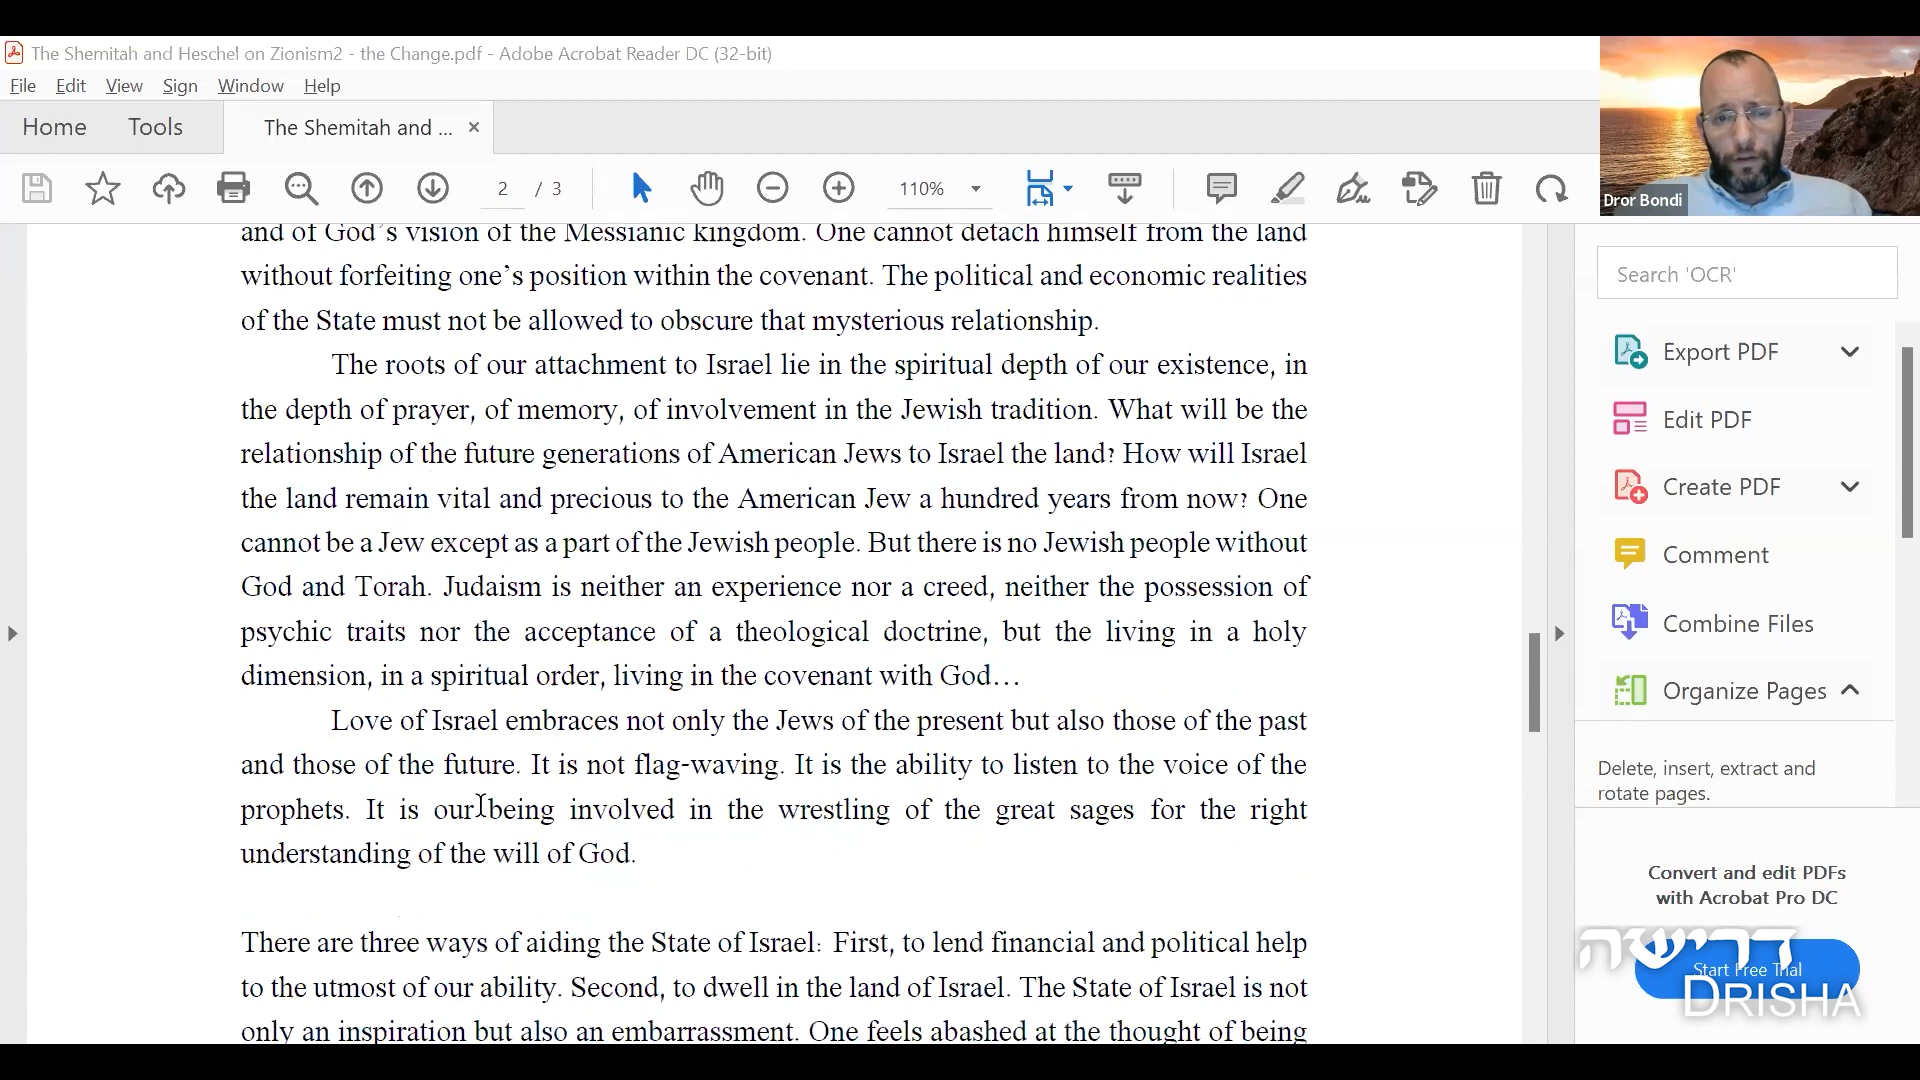 The Shemitah and Heschel on Zionism2 - the Change.pdf - Adobe Acrobat Reader DC (32-bit)
File Edit View Sign Window Help
Home Tools The Shemitah and ... ×
2 / 3 110%
Dror Bondi
and of God’s vision of the Messianic kingdom. One cannot detach himself from the land
without forfeiting one’s position within the covenant. The political and economic realities
of the State must not be allowed to obscure that mysterious relationship.
The roots of our attachment to Israel lie in the spiritual depth of our existence, in
the depth of prayer, of memory, of involvement in the Jewish tradition. What will be the
relationship of the future generations of American Jews to Israel the land? How will Israel
the land remain vital and precious to the American Jew a hundred years from now? One
cannot be a Jew except as a part of the Jewish people. But there is no Jewish people without
God and Torah. Judaism is neither an experience nor a creed, neither the possession of
psychic traits nor the acceptance of a theological doctrine, but the living in a holy
dimension, in a spiritual order, living in the covenant with God…
Love of Israel embraces not only the Jews of the present but also those of the past
and those of the future. It is not flag-waving. It is the ability to listen to the voice of the
prophets. It is our being involved in the wrestling of the great sages for the right
understanding of the will of God.
There are three ways of aiding the State of Israel: First, to lend financial and political help
to the utmost of our ability. Second, to dwell in the land of Israel. The State of Israel is not
only an inspiration but also an embarrassment. One feels abashed at the thought of being
Search 'OCR'
Export PDF
Edit PDF
Create PDF
Comment
Combine Files
Organize Pages
Delete, insert, extract and
rotate pages.
Convert and edit PDFs
with Acrobat Pro DC
Start Free Trial
דרישה
DRISHA